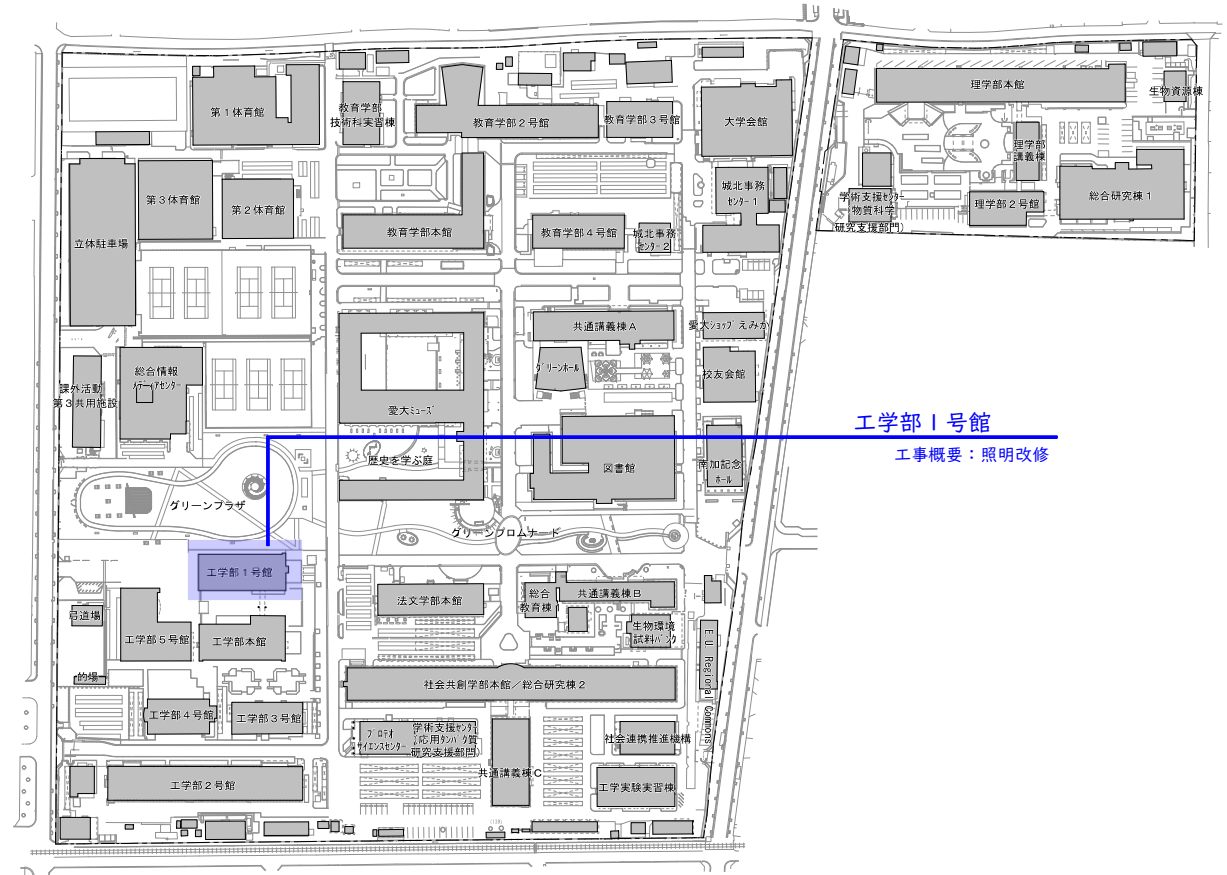 第１体育館
教育学部
技術科実習棟
教育学部２号館
教育学部３号館
大学会館
理学部本館
生物資源棟
理学部
講義棟
第３体育館
第２体育館
立体駐車場
教育学部本館
教育学部４号館
城北事務
センター２
城北事務
センター１
学術支援センター
物質科学
研究支援部門)
理学部２号館
総合研究棟１
共通講義棟Ａ
愛大ショップえみか
グリーンホール
校友会館
課外活動
第３共用施設
総合情報
メディアセンター
愛大ミューズ
歴史を学ぶ庭
図書館
南加記念
ホール
工学部１号館
工事概要：照明改修
グリーンプラザ
グリーンプロムナード
工学部１号館
法文学部本館
総合
教育棟
共通講義棟Ｂ
生物環境
試料バンク
弓道場
工学部５号館
工学部本館
ＥＵ Regional Commons
的場
社会共創学部本館／総合研究棟２
工学部４号館
工学部３号館
プロテオ
サイエンスセンター
学術支援センター
(応用タンパク質
研究支援部門)
社会連携推進機構
工学部２号館
共通講義棟Ｃ
工学実験実習棟